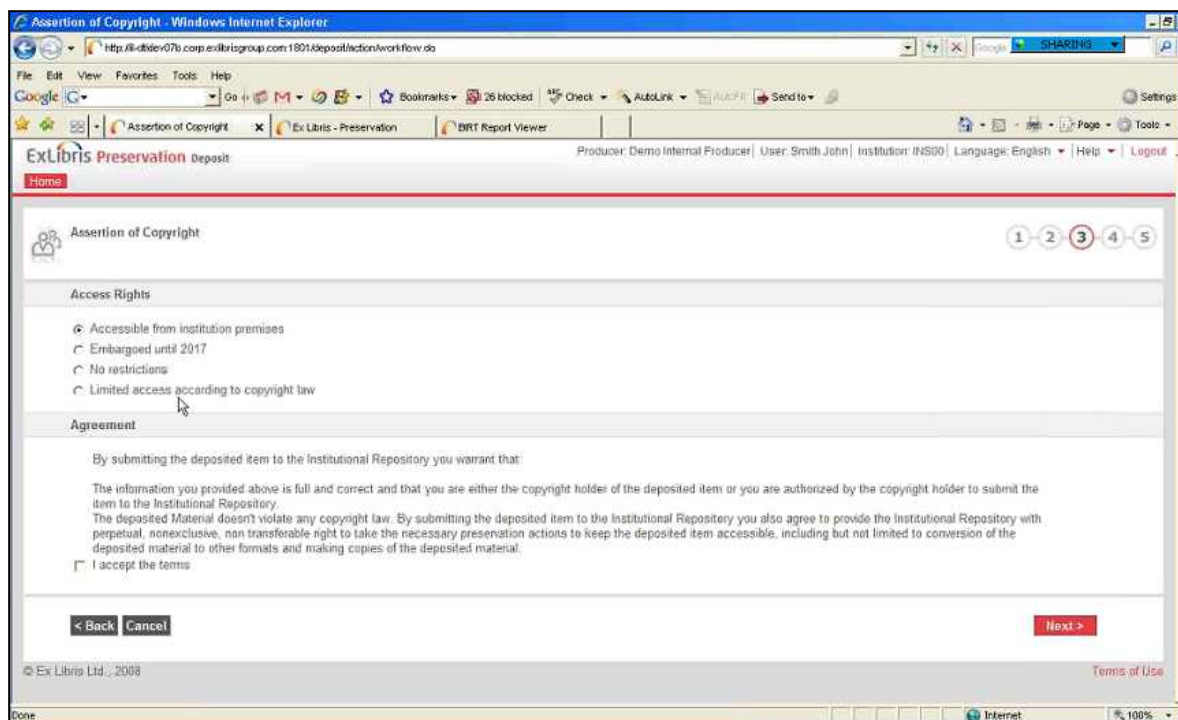 Assertion of Copyright - Windows Internet Explorer
http://il-dtldev07b.corp.exlibrisgroup.com:1801/deposit/action/workflow.do
Google SHARING
File Edit View Favorites Tools Help
Google G Go Bookmarks 26 blocked Check AutoLink AutoFill Send to Settings
Assertion of Copyright x Ex Libris - Preservation BIRT Report Viewer Page Tools
ExLibris Preservation Deposit Producer: Demo Internal Producer User: Smith John Institution: INS00 Language: English Help Logout
Home
Assertion of Copyright 1 2 3 4 5
Access Rights
Accessible from institution premises
Embargoed until 2017
No restrictions
Limited access according to copyright law
Agreement
By submitting the deposited item to the Institutional Repository you warrant that:
The information you provided above is full and correct and that you are either the copyright holder of the deposited item or you are authorized by the copyright holder to submit the
item to the Institutional Repository.
The deposited Material doesn't violate any copyright law. By submitting the deposited item to the Institutional Repository you also agree to provide the Institutional Repository with
perpetual, nonexclusive, non transferable right to take the necessary preservation actions to keep the deposited item accessible, including but not limited to conversion of the
deposited material to other formats and making copies of the deposited material.
I accept the terms
< Back Cancel Next >
© Ex Libris Ltd., 2008 Terms of Use
Done Internet 100%